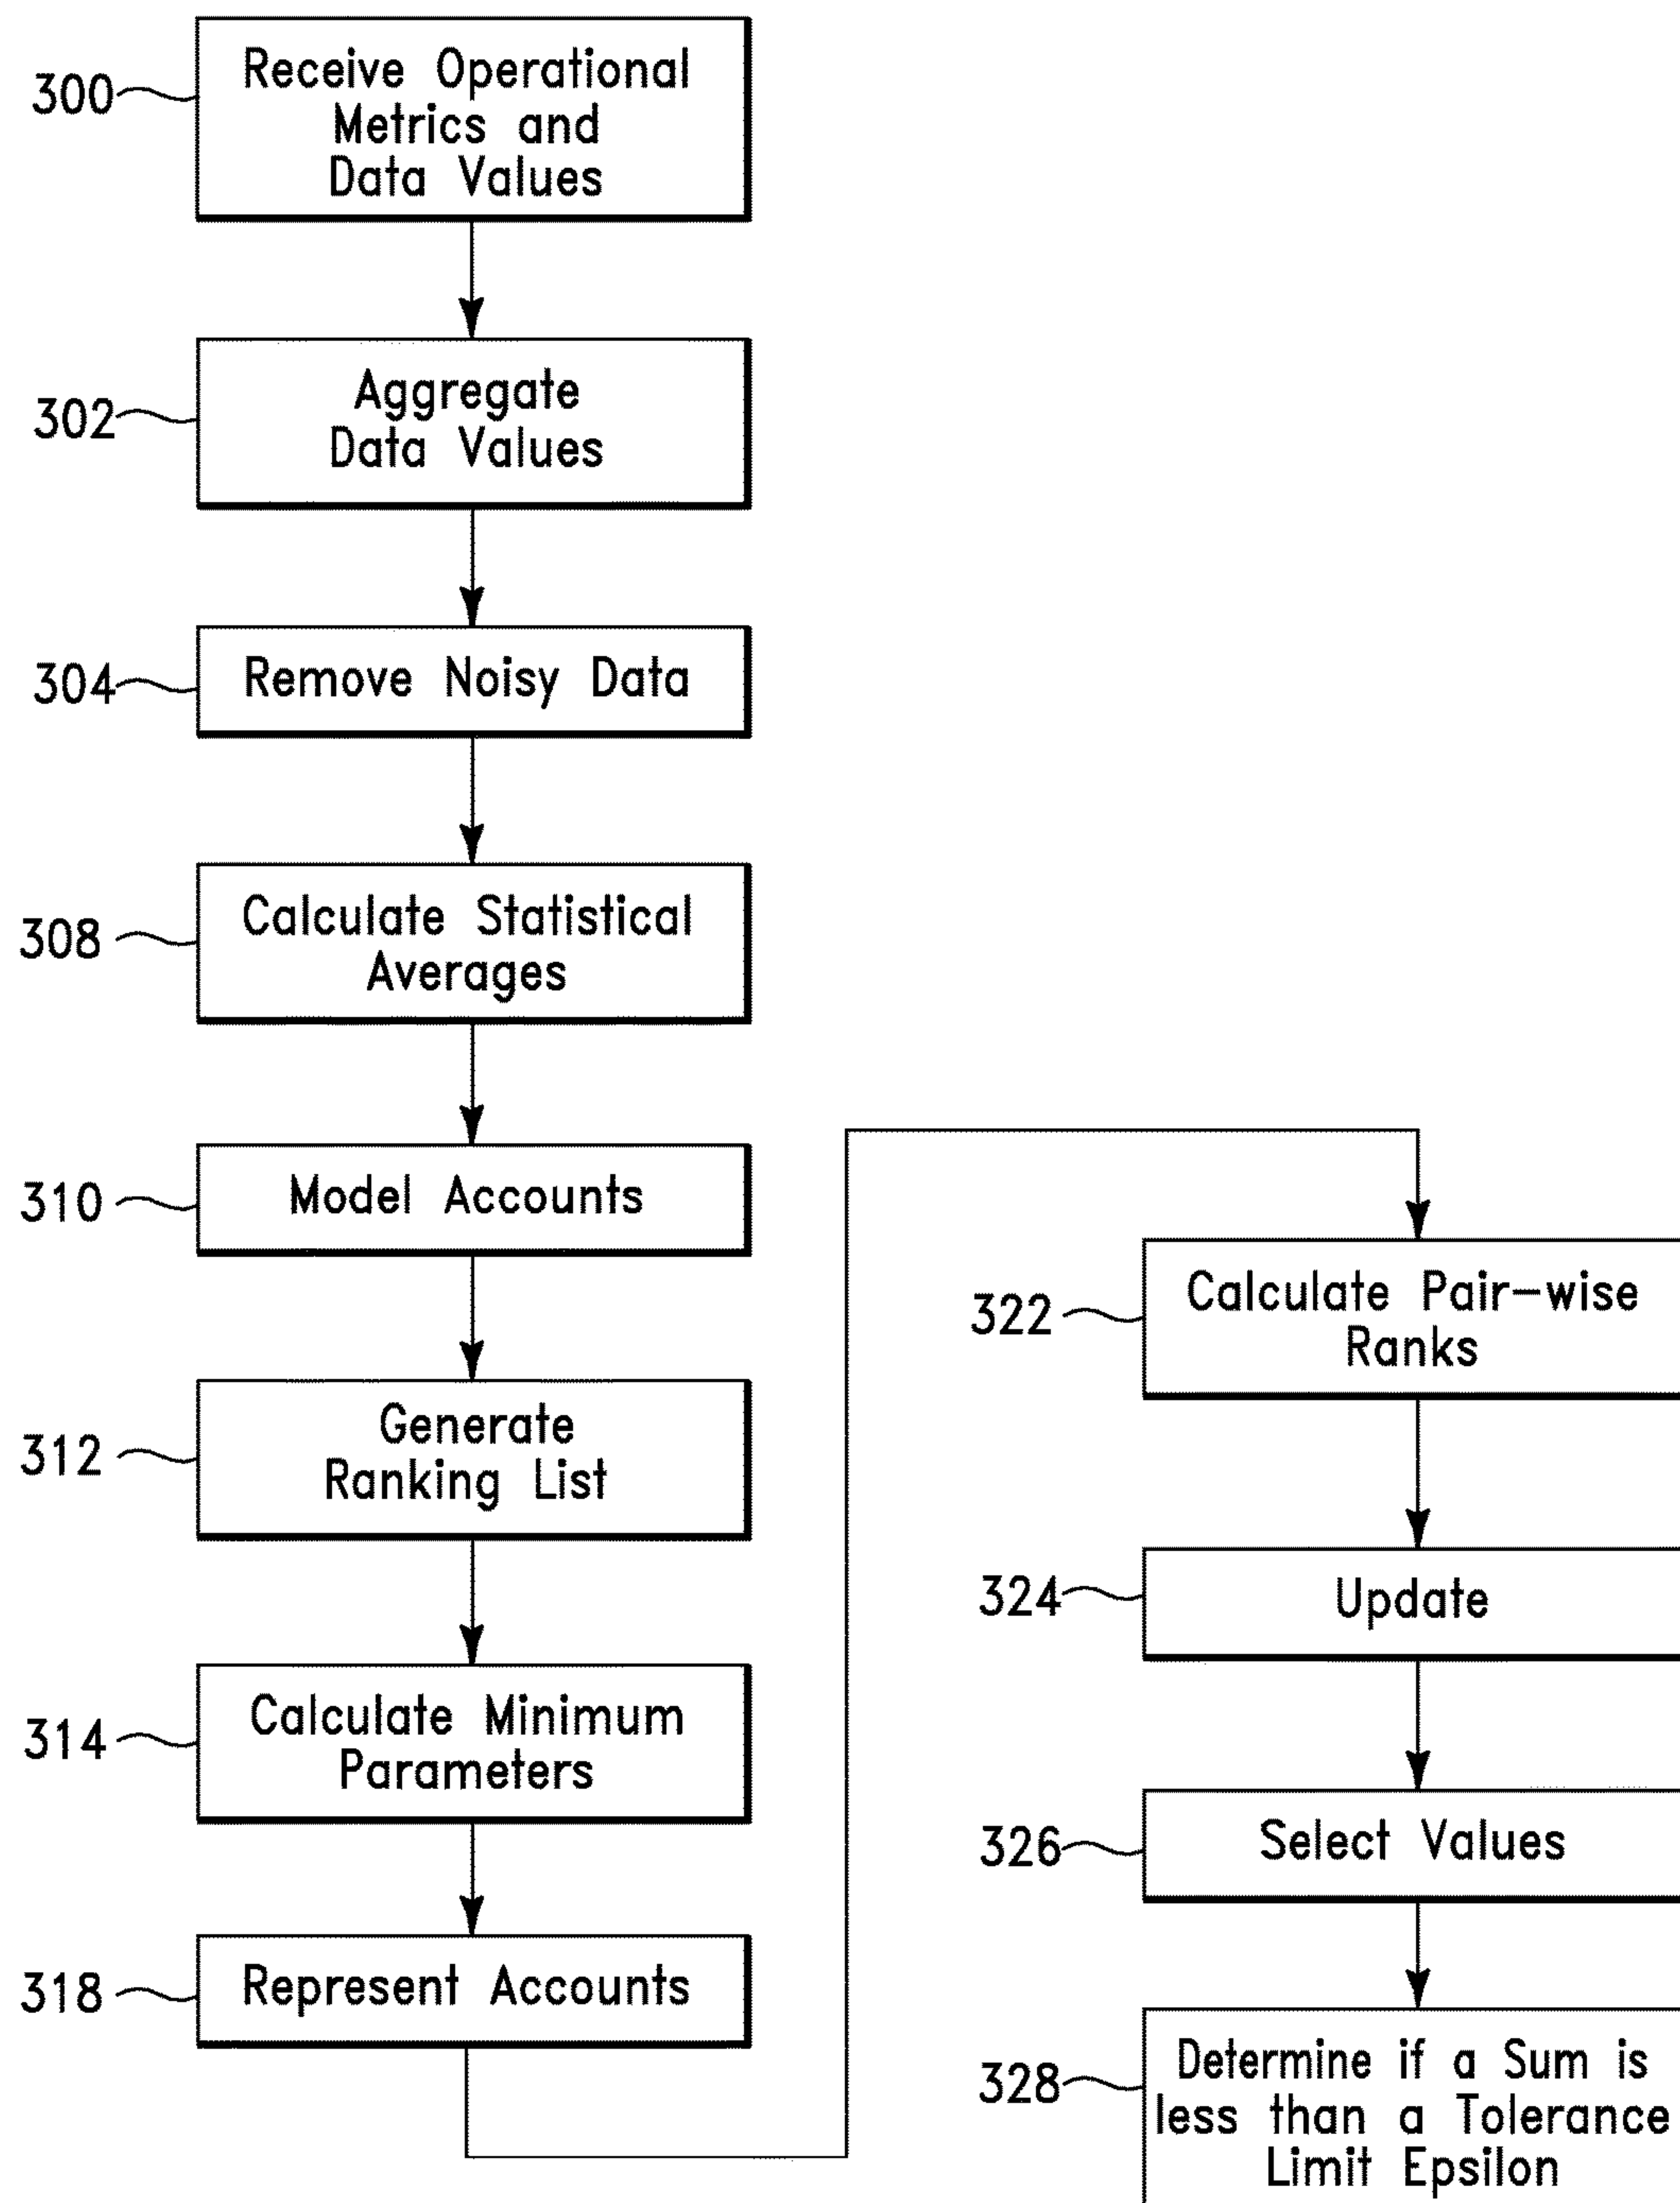 300
Receive Operational
Metrics and
Data Values
302
Aggregate
Data Values
304
Remove Noisy Data
308
Calculate Statistical
Averages
310
Model Accounts
312
Generate
Ranking List
314
Calculate Minimum
Parameters
318
Represent Accounts
322
Calculate Pair-wise
Ranks
324
Update
326
Select Values
328
Determine if a Sum is
less than a Tolerance
Limit Epsilon